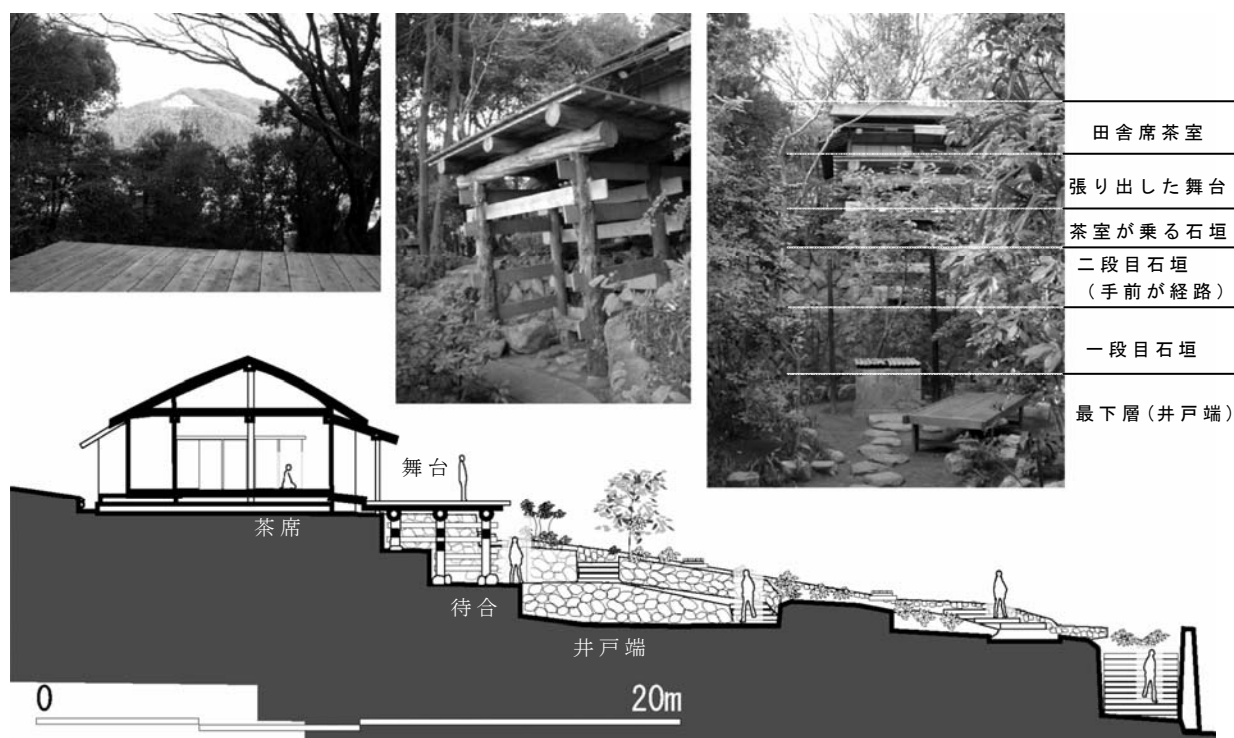 田舎席茶室
張り出した舞台
茶室が乗る石垣
二段目石垣
（手前が経路）
一段目石垣
最下層(井戸端)
舞台
茶席
待合
井戸端
0
20m